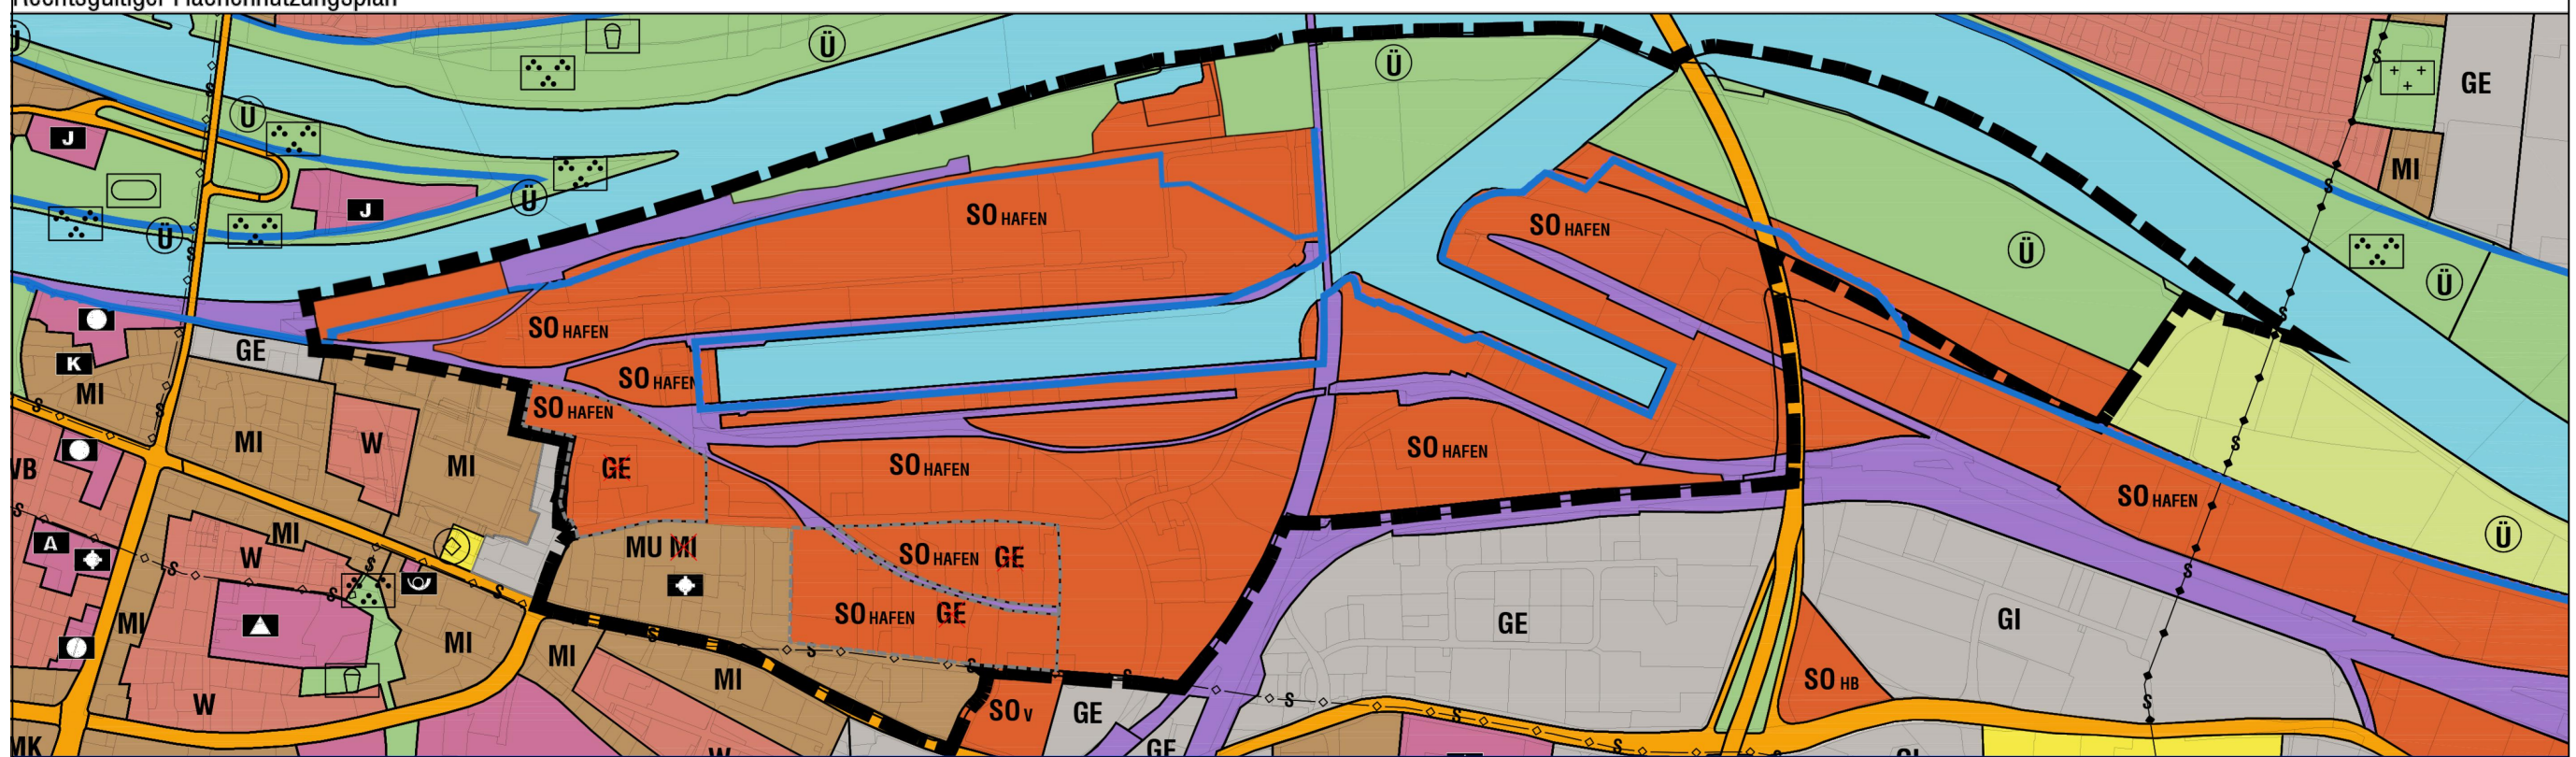 Rechtsgültiger Flächennutzungsplan
Ü
Ü
Ü
Ü
GE
J
MI
SO HAFEN
J
Ü
SO HAFEN
Ü
Ü
Ü
SO HAFEN
GE
K
MI
SO HAFEN
SO HAFEN
MI
W
MI
GE
SO HAFEN
SO HAFEN
SO HAFEN
MI
W
A
MU MI
SO HAFEN GE
SO HAFEN GE
Ü
MI
MI
MI
MI
GE
GI
W
SO V
GE
SO HB
MK
W
GE
GI
S
S
S
S
S
S
S
S
S
S
S
S